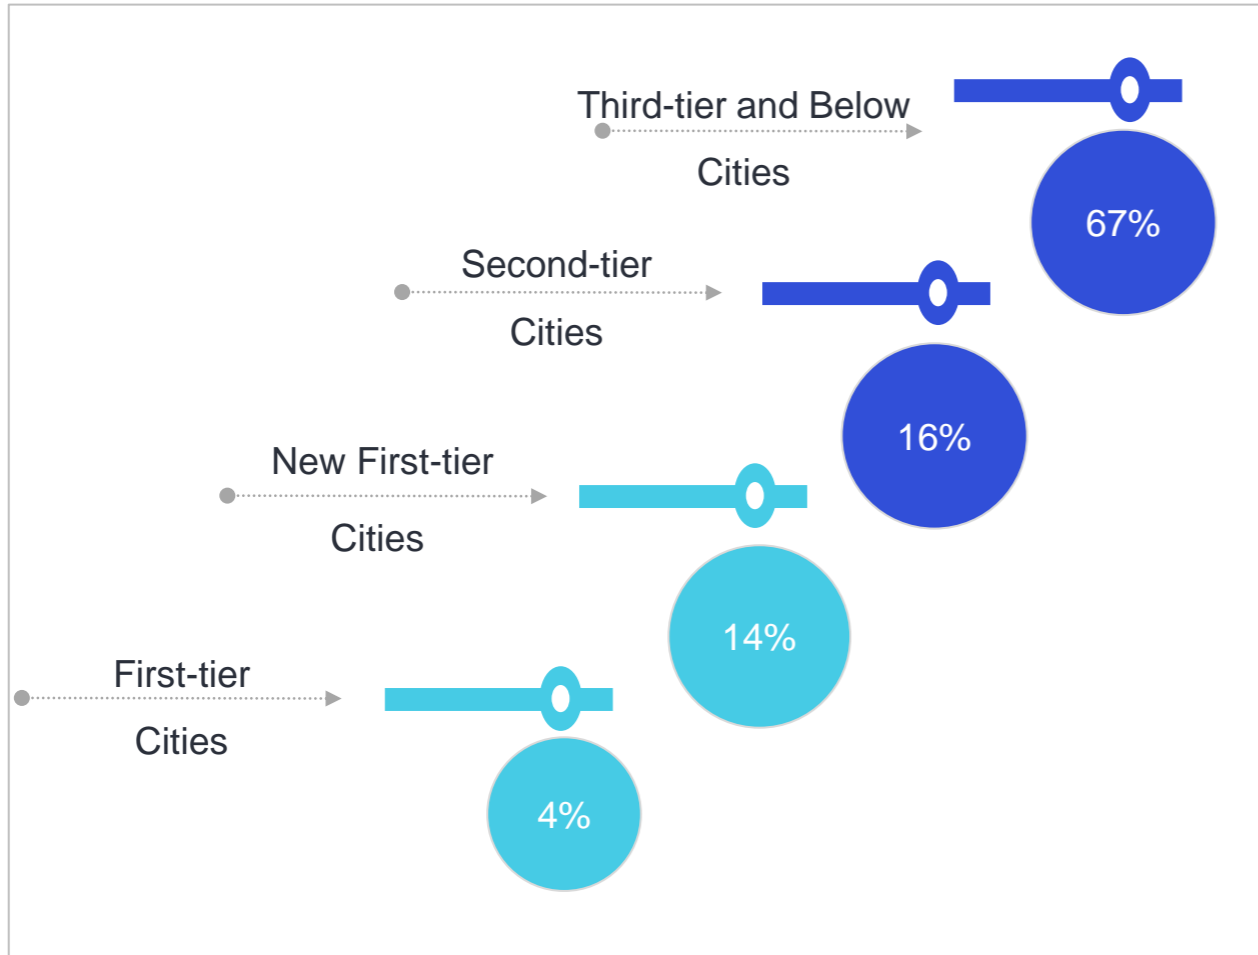 Third-tier and Below
Cities
67%
Second-tier
Cities
16%
New First-tier
Cities
14%
First-tier
Cities
4%